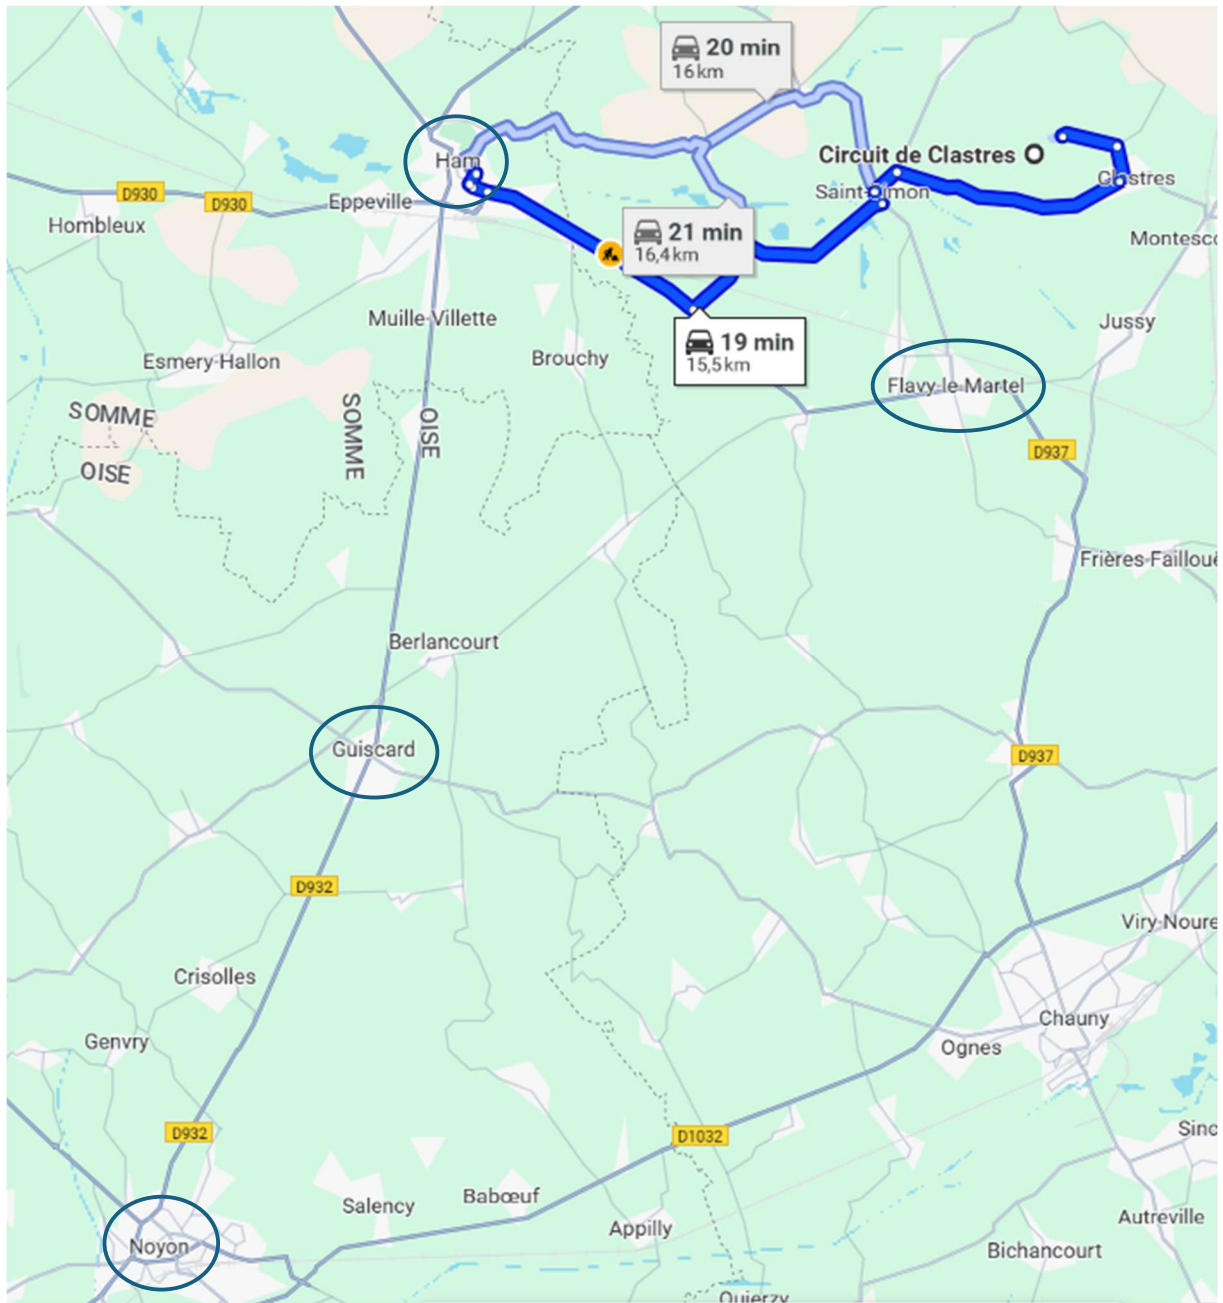 20 min
16 km
Circuit de Clastres
Ham
Clastres
D930
D930
Eppeville
Saint-Simon
Hombleux
21 min
16,4 km
Montesco
Muille-Villette
19 min
15,5 km
Jussy
Esmery-Hallon
Brouchy
Flavy-le-Martel
SOMME
SOMME
OISE
OISE
D937
Frières-Faillouë
Berlancourt
Guiscard
D937
D932
Viry-Noure
Crisolles
Chauny
Genvry
Ognes
D932
D1032
Sinc
Salency
Babœuf
Appilly
Autreville
Noyon
Bichancourt
Quierzy